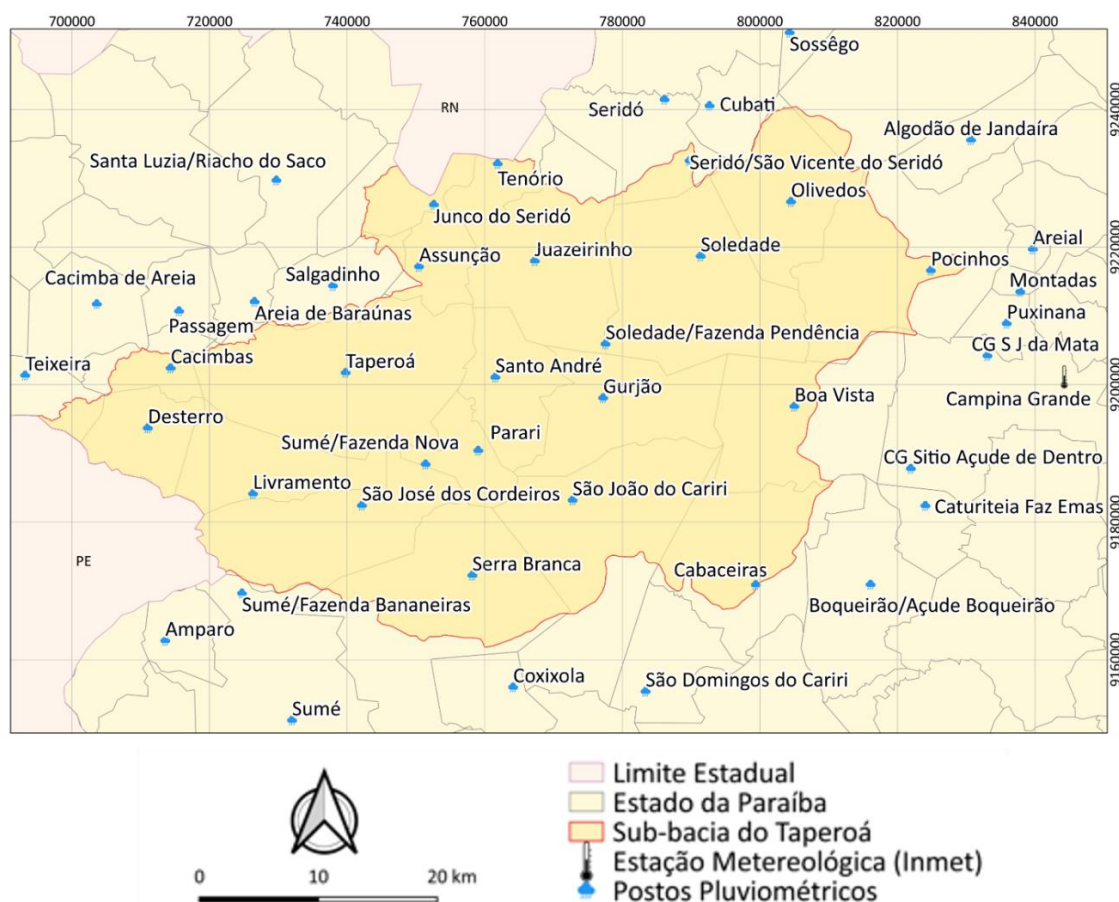 700000
720000
740000
760000
780000
800000
820000
840000
Sossêgo
RN
Seridó
Cubati
9240000
Algodão de Jandaíra
Santa Luzia/Riacho do Saco
Tenório
Seridó/São Vicente do Seridó
Olivedos
Junco do Seridó
Areial
9220000
Assunção
Juazeirinho
Soledade
Pocinhos
Cacimba de Areia
Salgadinho
Montadas
Passagem
Areia de Baraúnas
Puxinana
Soledade/Fazenda Pendência
CG S J da Mata
Teixeira
Cacimbas
Taperoá
Santo André
Gurjão
Boa Vista
Campina Grande
9200000
Desterro
Sumé/Fazenda Nova
Parari
CG Sitio Açude de Dentro
Livramento
São José dos Cordeiros
São João do Cariri
Caturiteia Faz Emas
9180000
PE
Serra Branca
Cabaceiras
Sumé/Fazenda Bananeiras
Boqueirão/Açude Boqueirão
Amparo
9160000
Coxixola
São Domingos do Cariri
Sumé
Limite Estadual
Estado da Paraíba
Sub-bacia do Taperoá
Estação Metereológica (Inmet)
Postos Pluviométricos
0 10 20 km